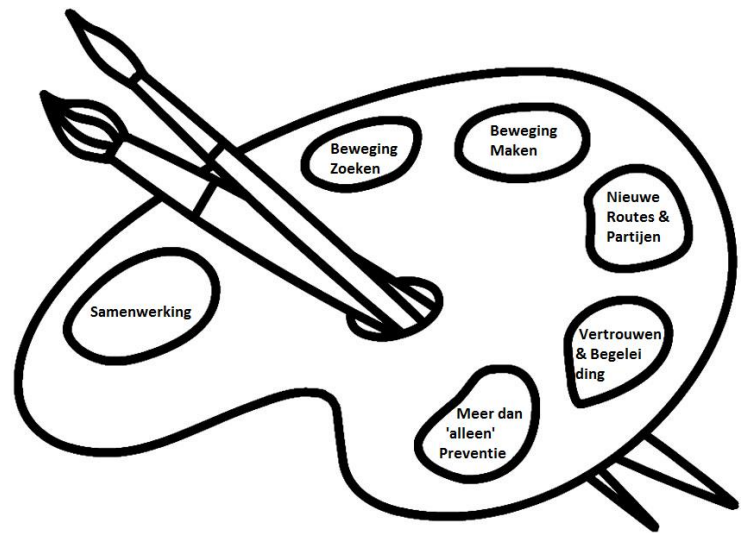 Beweging
Zoeken
Beweging
Maken
Nieuwe
Routes &
Partijen
Samenwerking
Vertrouwen
& Begelei
ding
Meer dan
'alleen'
Preventie